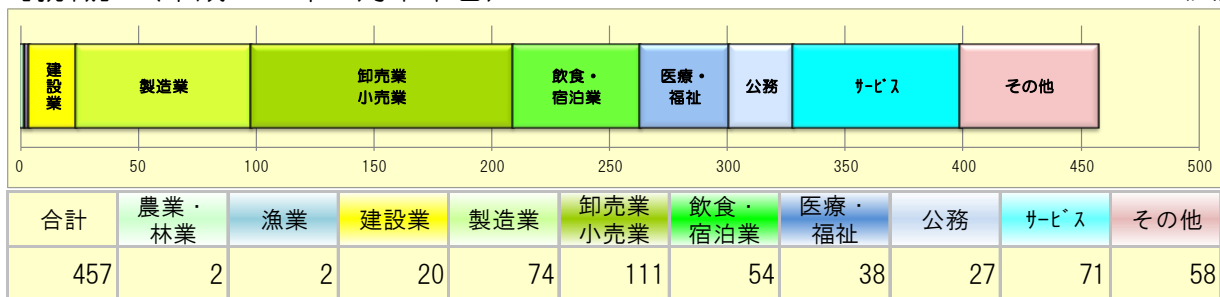 建設業
製造業
卸売業
小売業
飲食・
宿泊業
医療・
福祉
公務
ｻｰﾋﾞｽ
その他
0 50 100 150 200 250 300 350 400 450 500
合計 農業・林業 漁業 建設業 製造業 卸売業小売業 飲食・宿泊業 医療・福祉 公務 ｻｰﾋﾞｽ その他
457 2 2 20 74 111 54 38 27 71 58